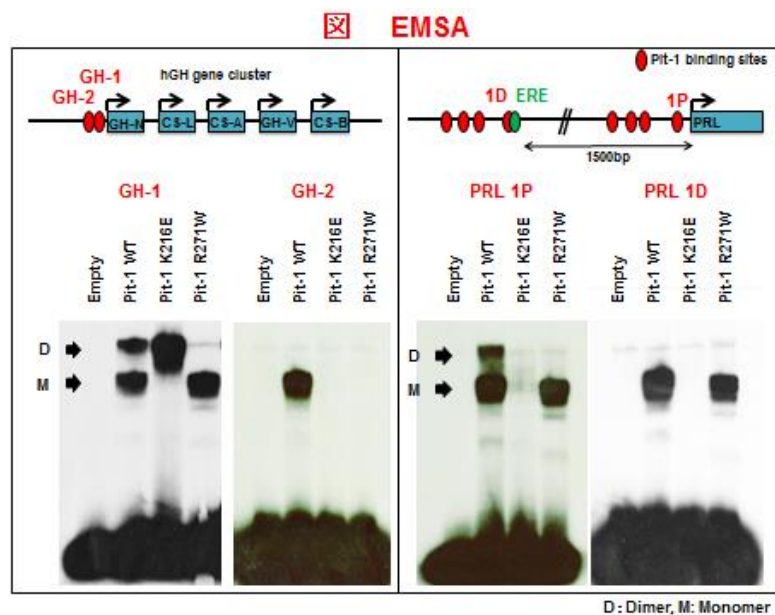 図 EMSA
GH-1
GH-2
hGH gene cluster
GH-N
CS-L
CS-A
GH-V
CS-B
Pit-1 binding sites
1D
ERE
1P
PRL
1500bp
GH-1
GH-2
PRL 1P
PRL 1D
Empty
Pit-1 WT
Pit-1 K216E
Pit-1 R271W
Empty
Pit-1 WT
Pit-1 K216E
Pit-1 R271W
Empty
Pit-1 WT
Pit-1 K216E
Pit-1 R271W
Empty
Pit-1 WT
Pit-1 K216E
Pit-1 R271W
D
M
D
M
D : Dimer, M: Monomer